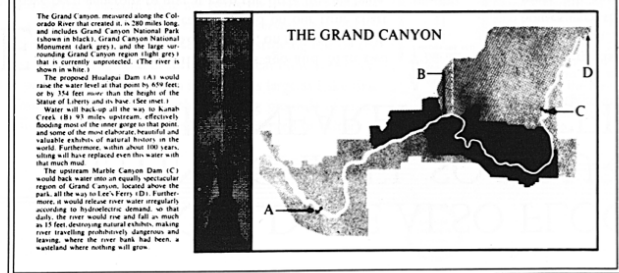 The Grand Canyon, measured along the Col-
orado River that created it, is 280 miles long,
and includes Grand Canyon National Park
(shown in black), Grand Canyon National
Monument (dark grey), and the large sur-
rounding Grand Canyon region (light grey)
that is currently unprotected. (The river is
shown in white.)
The proposed Hualapai Dam (A) would
raise the water level at that point by 659 feet;
or by 354 feet more than the height of the
Statue of Liberty and its base. (See inset.)
Water will back-up all the way to Kanab
Creek (B) 93 miles upstream, effectively
flooding most of the inner gorge to that point,
and some of the most elaborate, beautiful and
valuable exhibits of natural history in the
world. Furthermore, within about 100 years,
silting will have replaced even this water with
that much mud.
The upstream Marble Canyon Dam (C)
would back water into an equally spectacular
region of Grand Canyon, located above the
park, all the way to Lee's Ferry (D). Further-
more, it would release river water irregularly
according to hydroelectric demand, so that
daily, the river would rise and fall as much
as 15 feet, destroying natural exhibits, making
river travelling prohibitively dangerous and
leaving, where the river bank had been, a
wasteland where nothing will grow.
THE GRAND CANYON
B
D
C
A